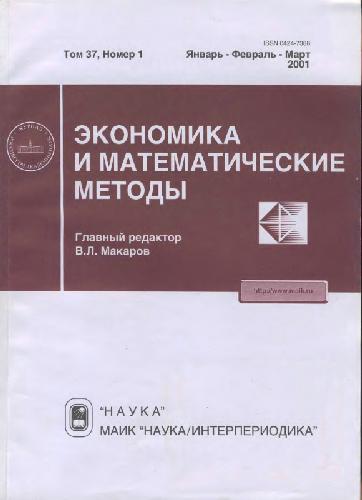 Том 37, Номер 1
Январь - Февраль - Март
2001
ЭКОНОМИКА
И МАТЕМАТИЧЕСКИЕ
МЕТОДЫ
Главный редактор
В.Л. Макаров
"НАУКА"
МАИК "НАУКА/ИНТЕРПЕРИОДИКА"